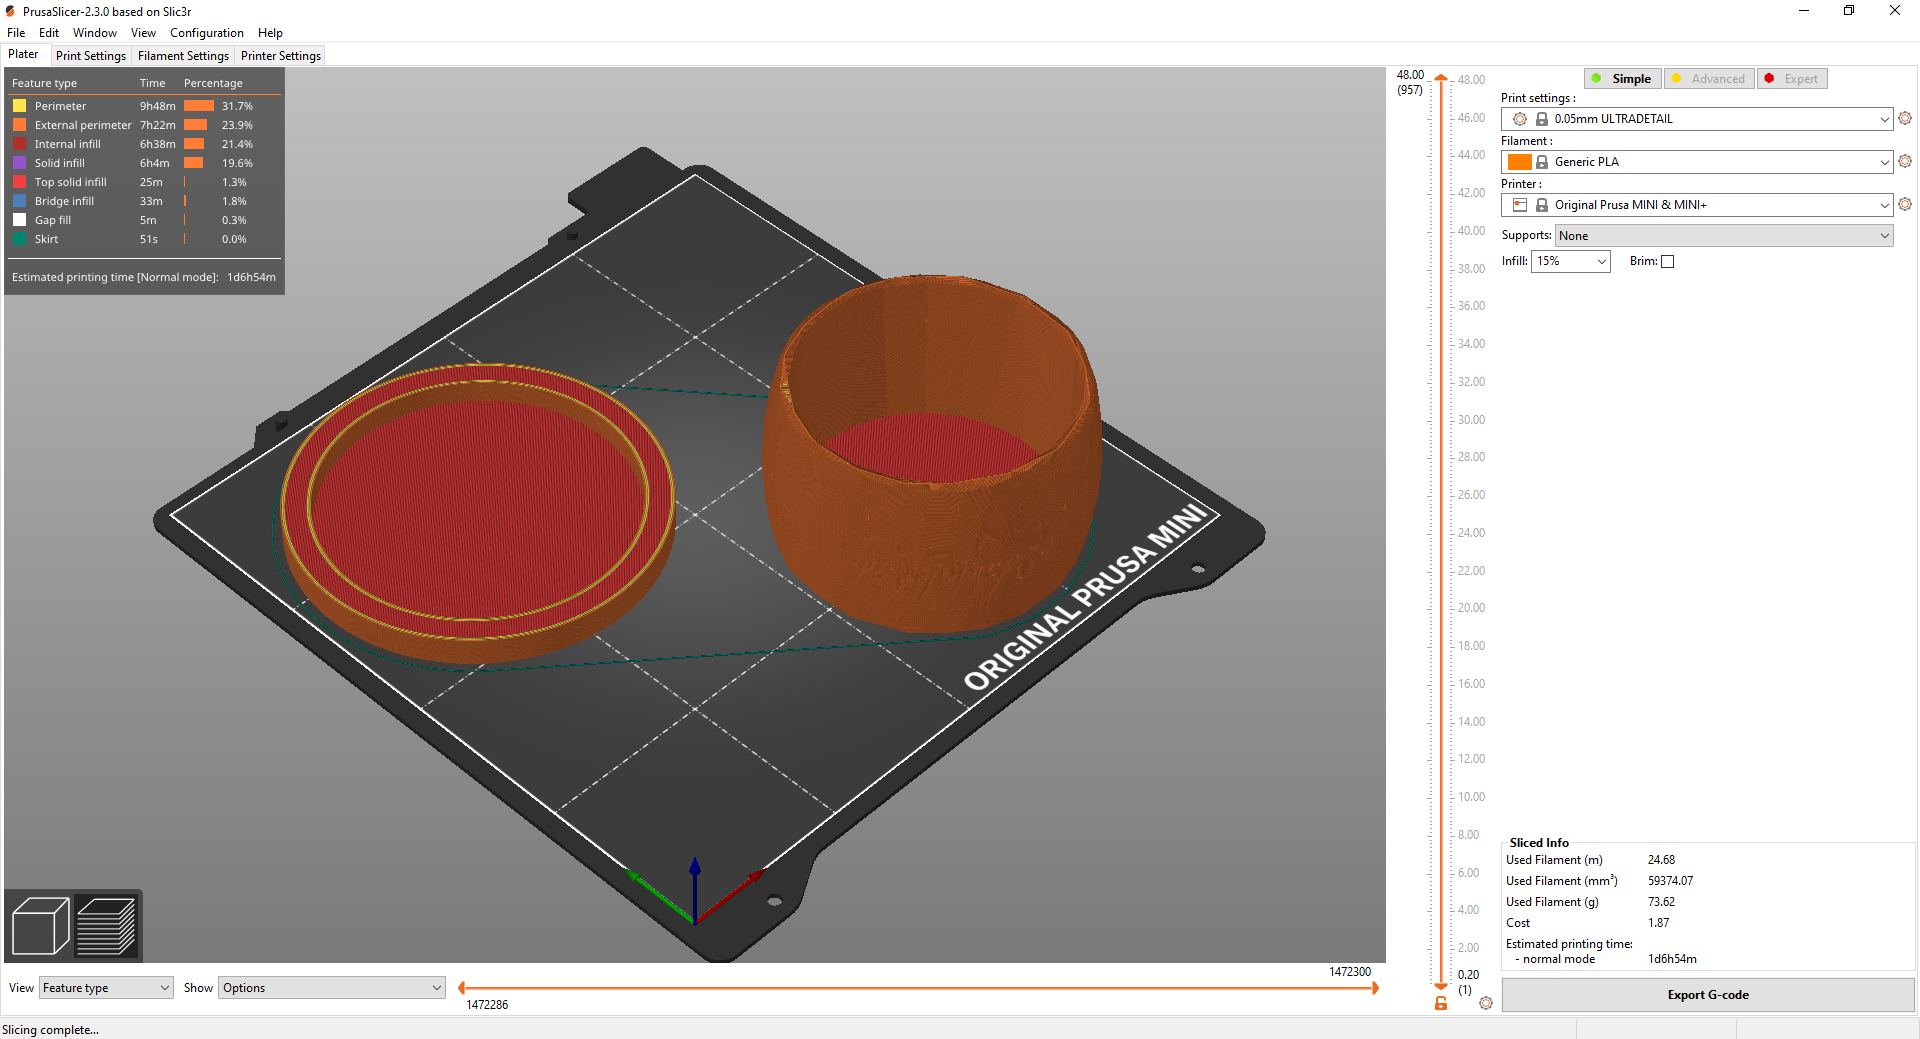 PrusaSlicer-2.3.0 based on Slic3r
File Edit Window View Configuration Help
Plater Print Settings Filament Settings Printer Settings
Feature type Time Percentage
Perimeter 9h48m 31.7%
External perimeter 7h22m 23.9%
Internal infill 6h38m 21.4%
Solid infill 6h4m 19.6%
Top solid infill 25m 1.3%
Bridge infill 33m 1.8%
Gap fill 5m 0.3%
Skirt 51s 0.0%
Estimated printing time [Normal mode]: 1d6h54m
ORIGINAL PRUSA MINI
48.00
(957)
48.00
46.00
44.00
42.00
40.00
38.00
36.00
34.00
32.00
30.00
28.00
26.00
24.00
22.00
20.00
18.00
16.00
14.00
12.00
10.00
8.00
6.00
4.00
2.00
0.20
(1)
Simple Advanced Expert
Print settings :
0.05mm ULTRADETAIL
Filament :
Generic PLA
Printer :
Original Prusa MINI & MINI+
Supports: None
Infill: 15% Brim:
Sliced Info
Used Filament (m) 24.68
Used Filament (mm³) 59374.07
Used Filament (g) 73.62
Cost 1.87
Estimated printing time:
- normal mode 1d6h54m
Export G-code
View Feature type Show Options
1472300
1472286
Slicing complete...